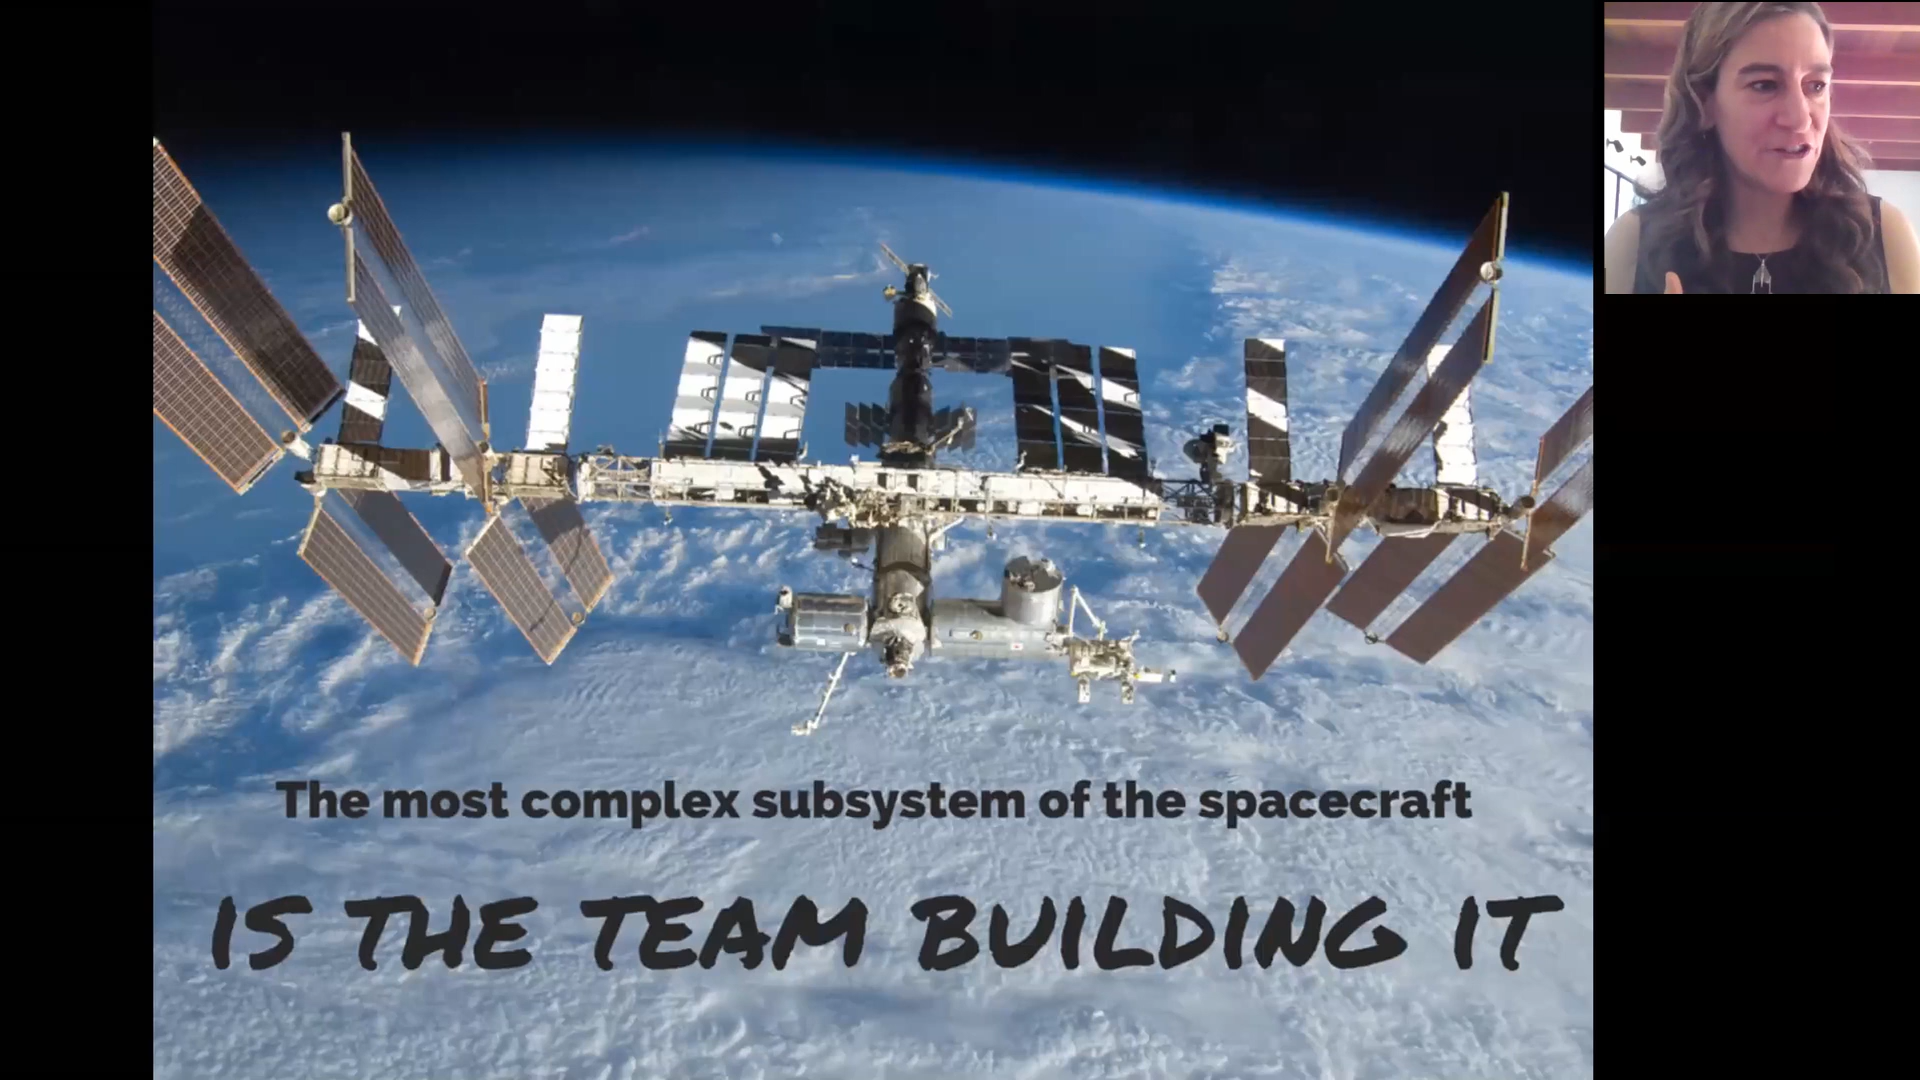 The most complex subsystem of the spacecraft
IS THE TEAM BUILDING IT